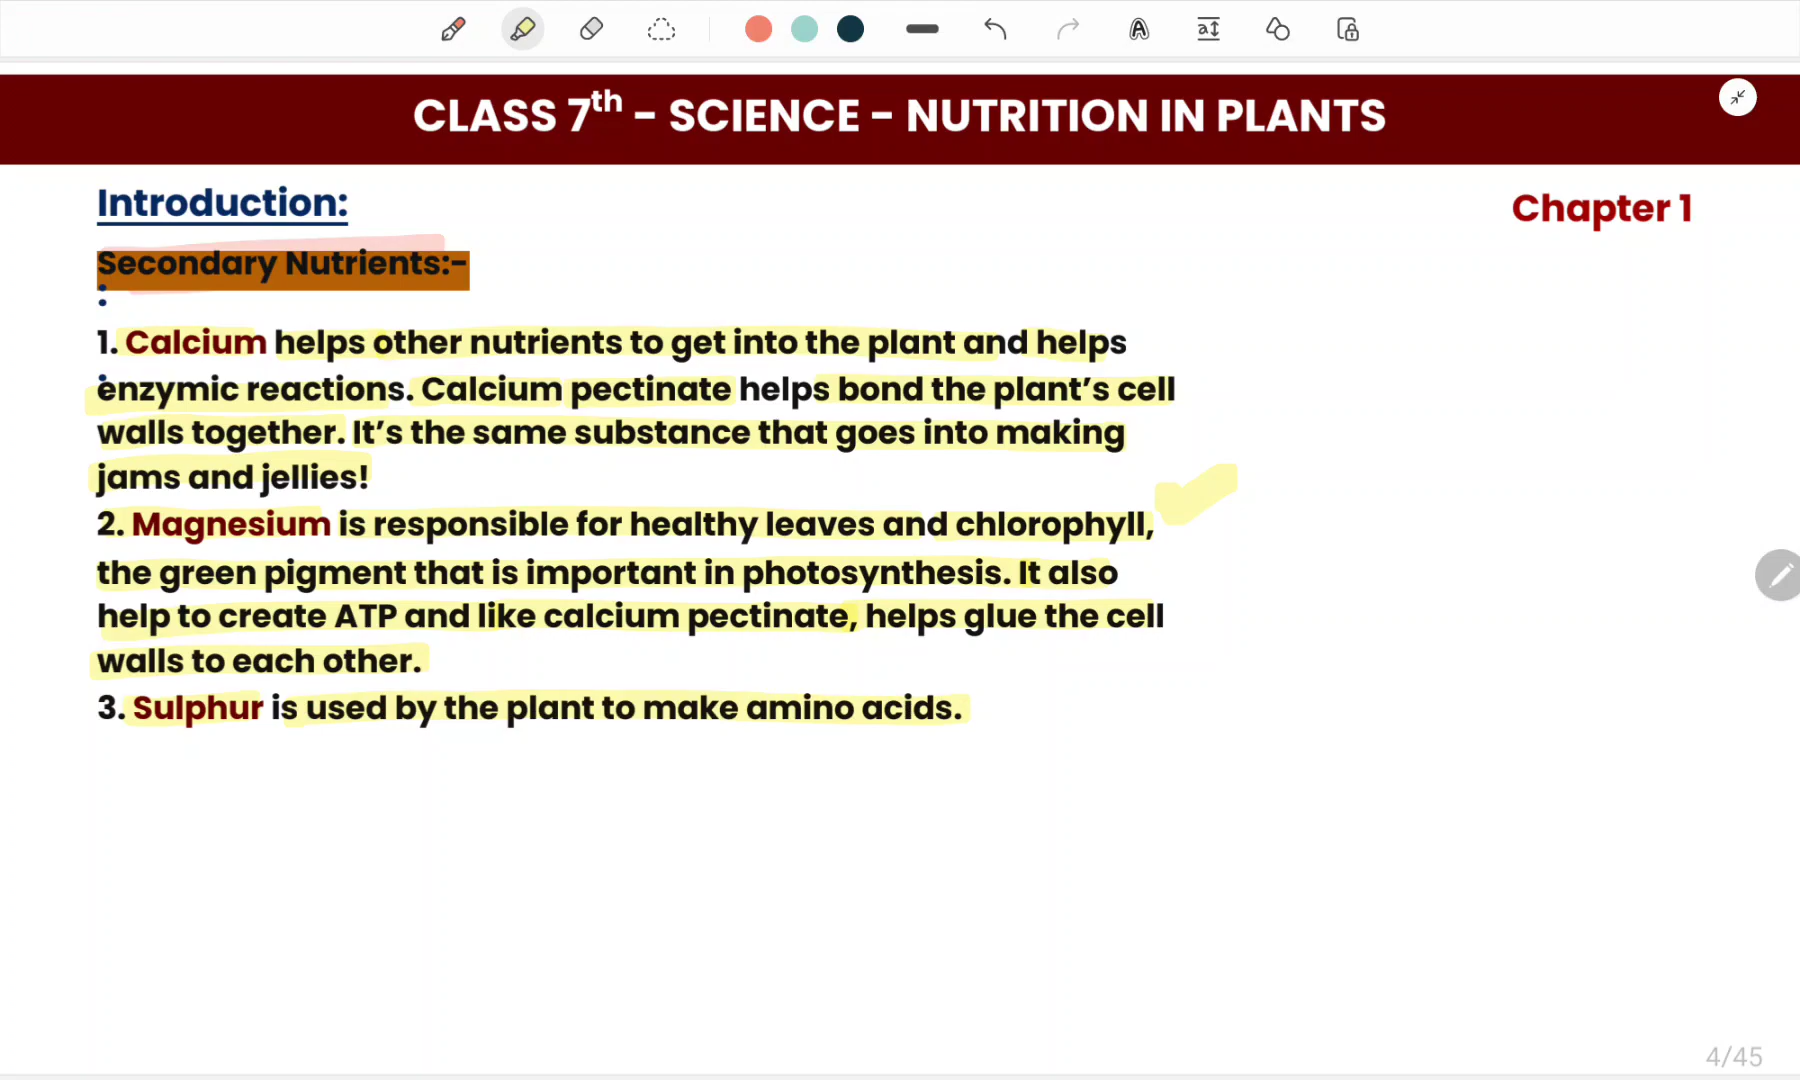 CLASS 7th - SCIENCE - NUTRITION IN PLANTS
Introduction:
Chapter 1
Secondary Nutrients:-
:
1. Calcium helps other nutrients to get into the plant and helps
enzymic reactions. Calcium pectinate helps bond the plant's cell
walls together. It's the same substance that goes into making
jams and jellies!
2. Magnesium is responsible for healthy leaves and chlorophyll,
the green pigment that is important in photosynthesis. It also
help to create ATP and like calcium pectinate, helps glue the cell
walls to each other.
3. Sulphur is used by the plant to make amino acids.
4/45